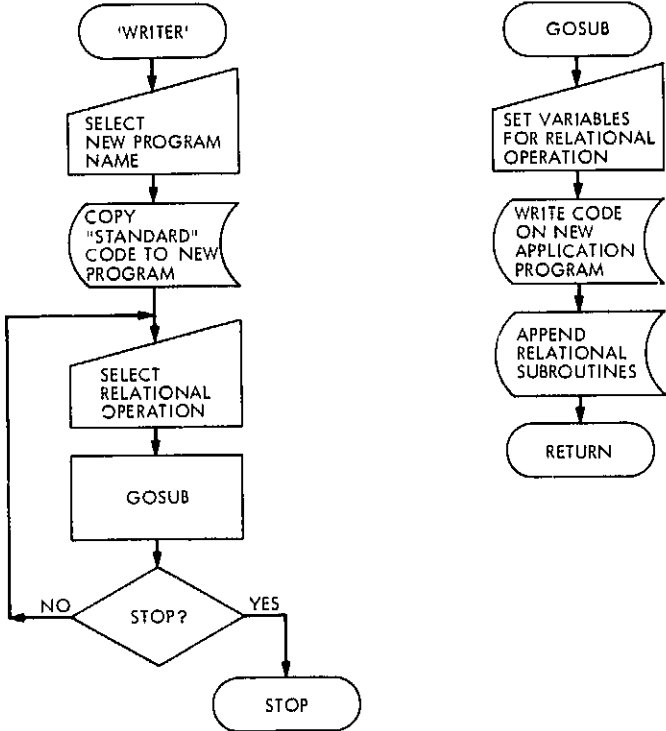 'WRITER'
SELECT
NEW PROGRAM
NAME
COPY
"STANDARD"
CODE TO NEW
PROGRAM
SELECT
RELATIONAL
OPERATION
GOSUB
NO
STOP?
YES
STOP
GOSUB
SET VARIABLES
FOR RELATIONAL
OPERATION
WRITE CODE
ON NEW
APPLICATION
PROGRAM
APPEND
RELATIONAL
SUBROUTINES
RETURN